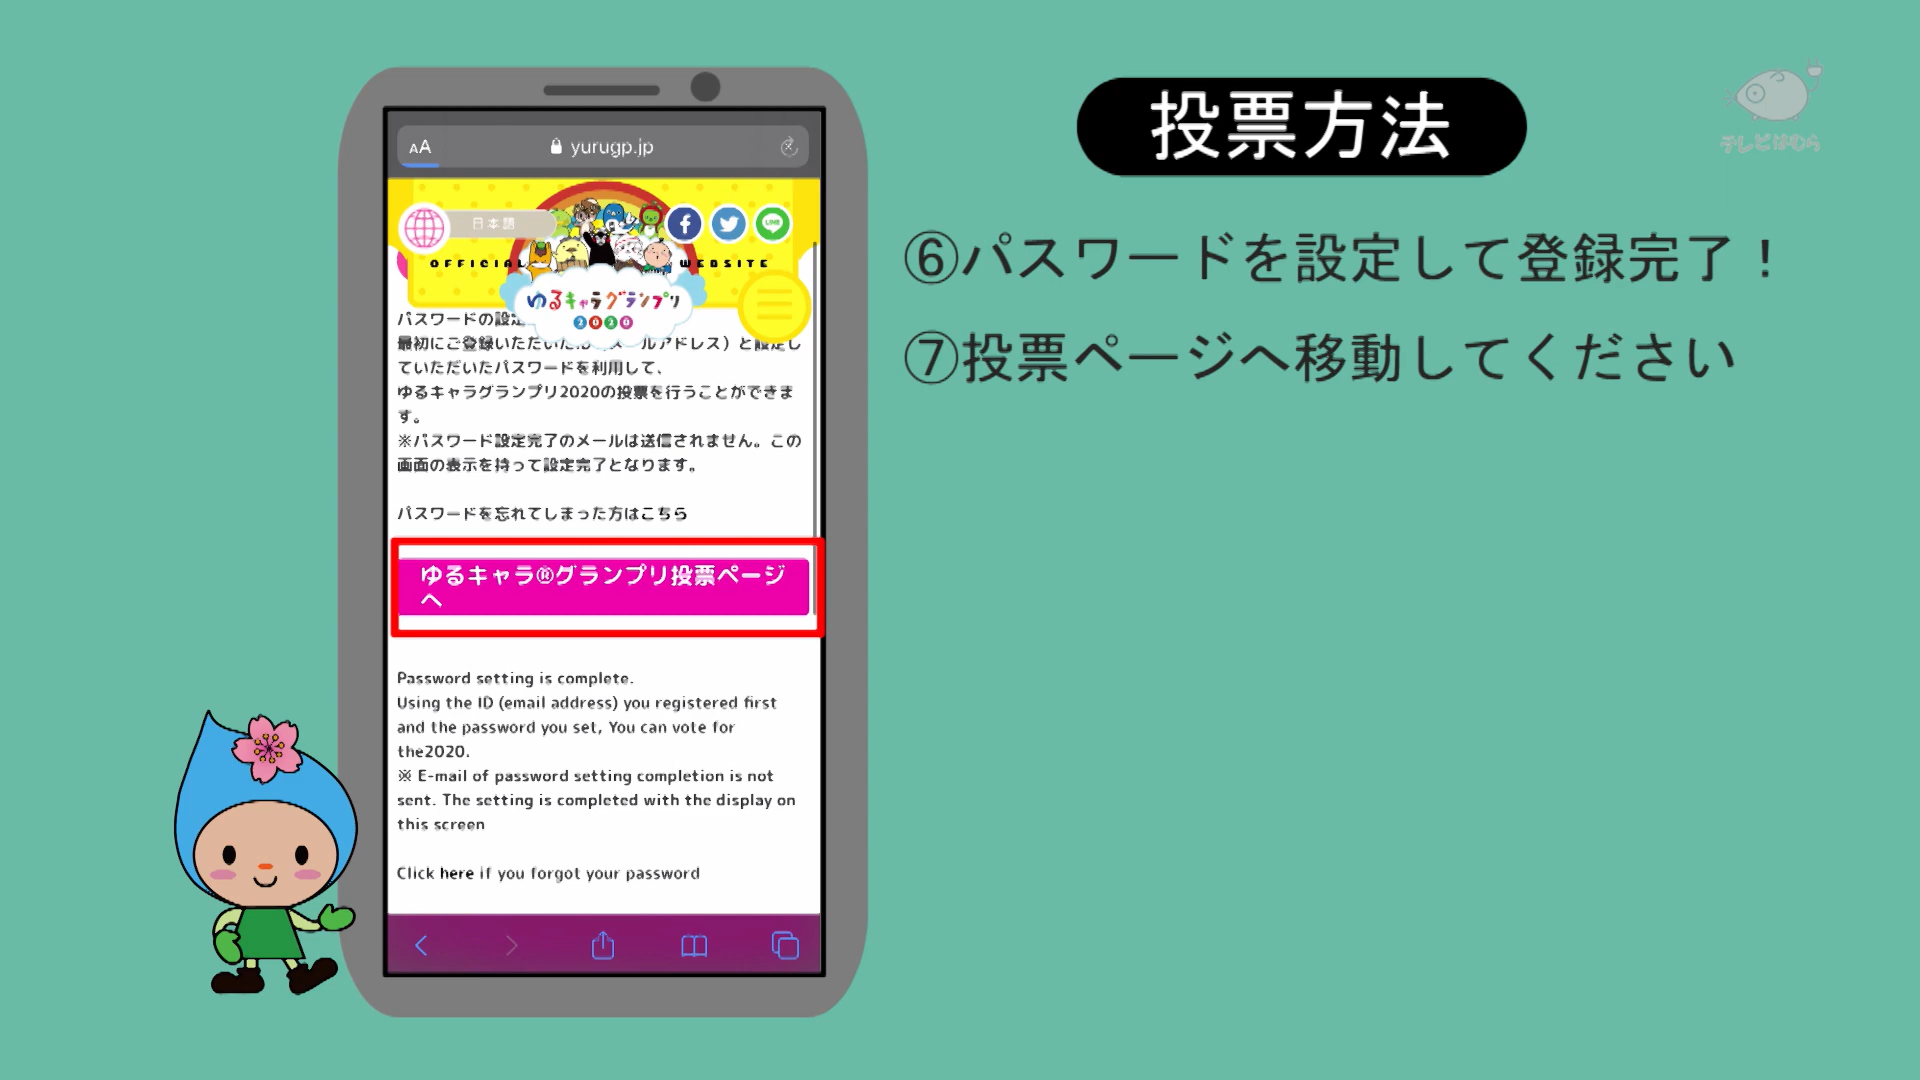 投票方法
テレビはむら
⑥パスワードを設定して登録完了！
⑦投票ページへ移動してください
AA
yurugp.jp
日本語
LINE
OFFICIAL WEBSITE
ゆるキャラグランプリ
2020
パスワードの設定
最初にご登録いただいた
ールアドレス）と設定し
ていただいたパスワードを利用して、
ゆるキャラグランプリ2020の投票を行うことができま
す。
※パスワード設定完了のメールは送信されません。この
画面の表示を持って設定完了となります。
パスワードを忘れてしまった方はこちら
ゆるキャラ®グランプリ投票ページ
へ
Password setting is complete.
Using the ID (email address) you registered first
and the password you set, You can vote for
the2020.
※ E-mail of password setting completion is not
sent. The setting is completed with the display on
this screen
Click here if you forgot your password